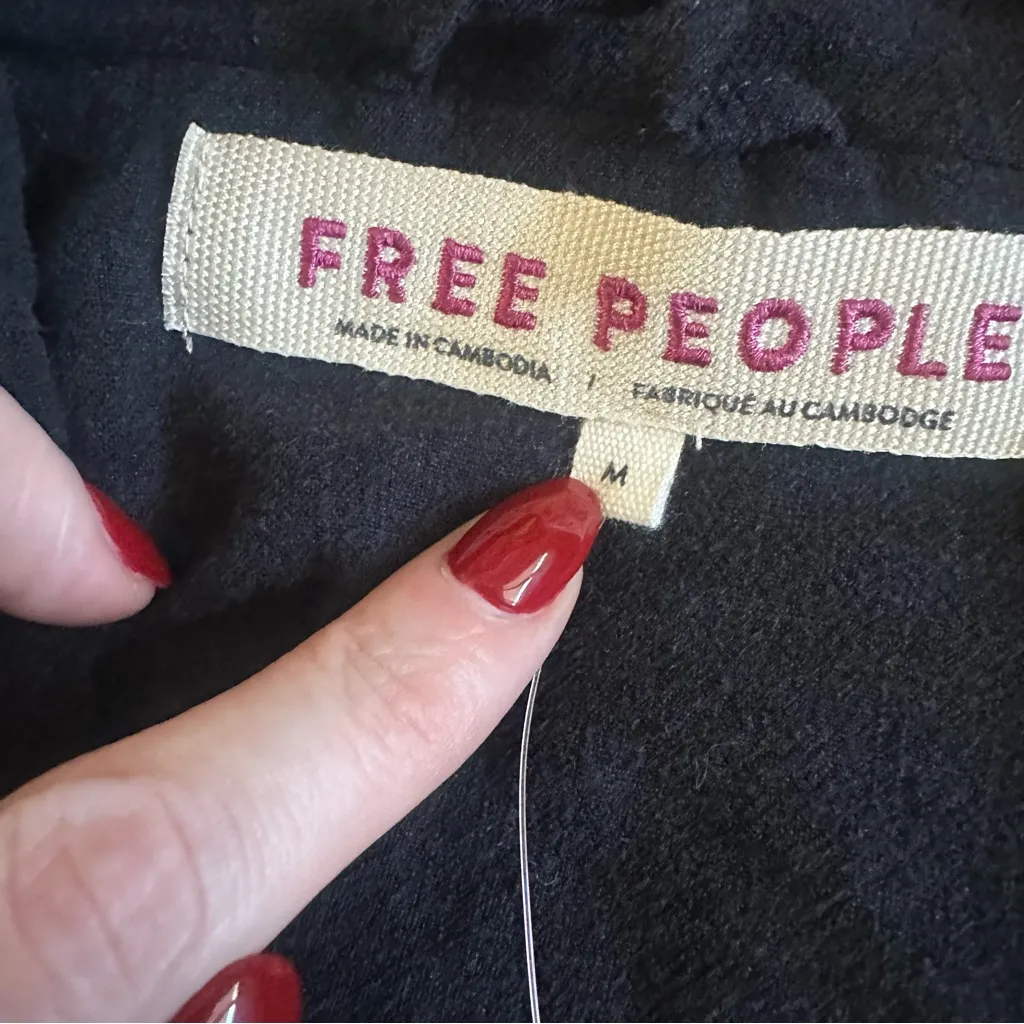 FREE PEOPLE
MADE IN CAMBODIA / FABRIQUÉ AU CAMBODGE
M